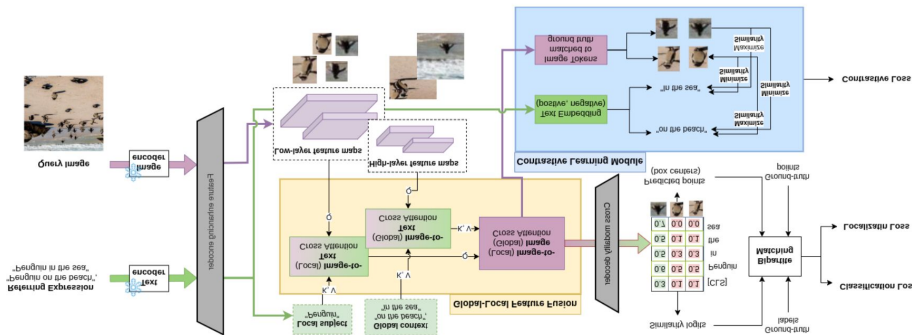 Referring Expression
"Penguin on the beach",
"Penguin in the sea"
Text
encoder
Query Image
Image
encoder
Feature enhancing encoder
Local subject
"Penguin"
Global context
"on the beach",
"in the sea"
Global-Local Feature Fusion
K, V
K, V
(Local) Image-to-
Text
Cross Attention
(Global) Image-to-
Text
Cross Attention
Q
K, V
(Local) Image-to-
(Global) Image
Cross Attention
Q
Q
Low-layer feature maps
High-layer feature maps
Cross modality decoder
Similarity logits
[CLS]
Penguin
in
the
sea
Predicted points
(box centers)
Ground-truth
labels
Bipartite
Matching
Ground-truth
points
Classification Loss
Localizatin Loss
Contrastive Learning Module
Text Embedding
(postive, negative)
"on the beach"
"in the sea"
Image Tokens
matched to
ground truth
Maximize
Similarity
Minimize
Similarity
Minimize
Similarity
Maximize
Similarity
Contrastive Loss